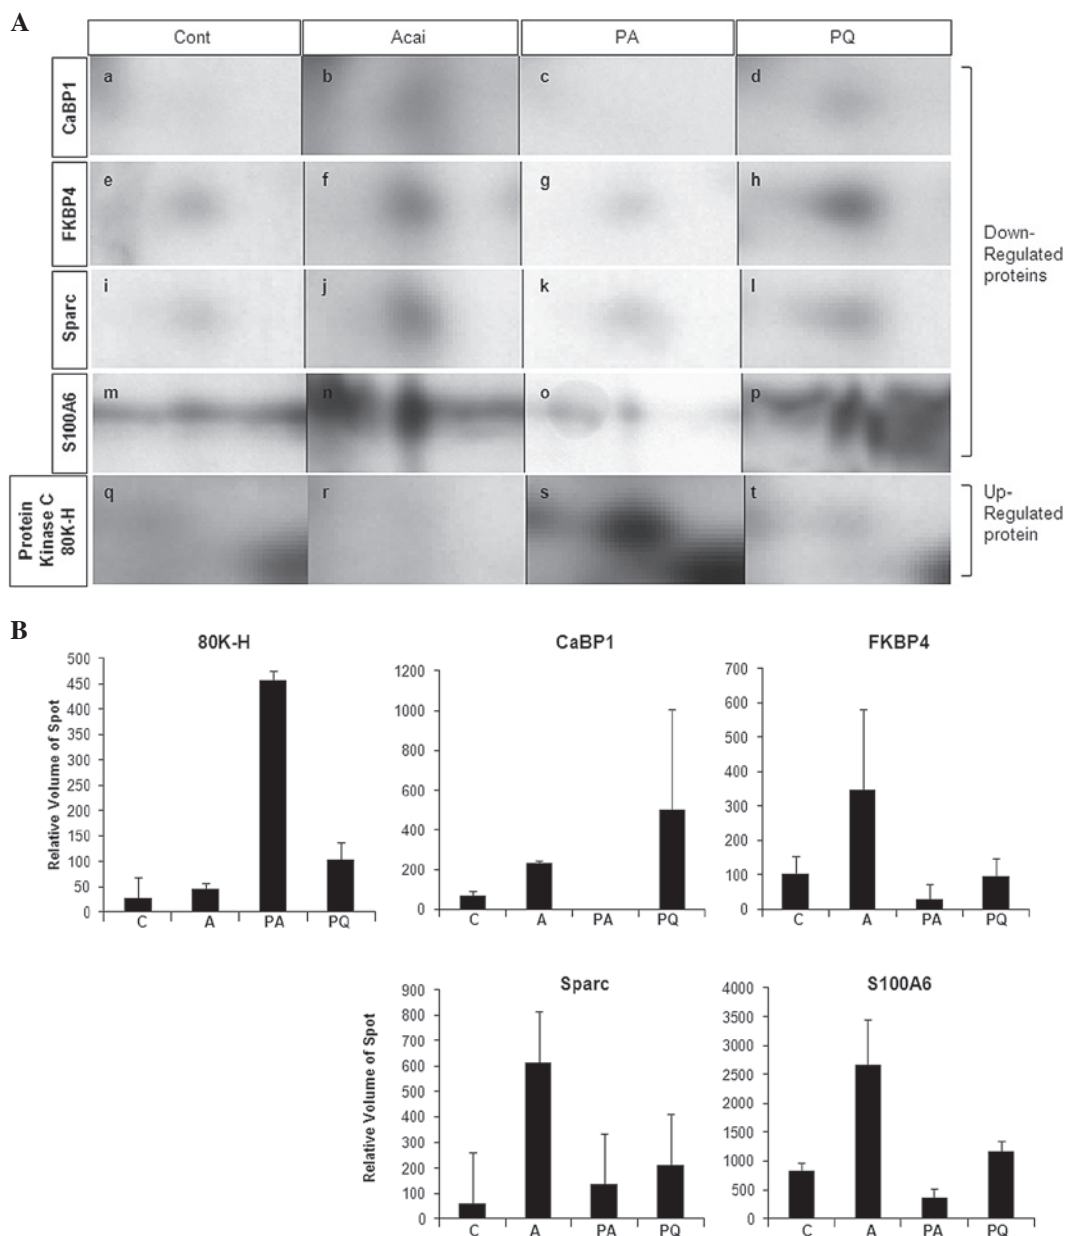 A
Cont Acai PA PQ
CaBP1
a b c d
FKBP4
e f g h
Sparc
i j k l
S100A6
m n o p
Protein
Kinase C
80K-H
q r s t
Down-
Regulated
proteins
Up-
Regulated
protein
B
80K-H
Relative Volume of Spot
500
450
400
350
300
250
200
150
100
50
0
C A PA PQ
CaBP1
1200
1000
800
600
400
200
0
C A PA PQ
FKBP4
700
600
500
400
300
200
100
0
C A PA PQ
Sparc
Relative Volume of Spot
900
800
700
600
500
400
300
200
100
0
C A PA PQ
S100A6
4000
3500
3000
2500
2000
1500
1000
500
0
C A PA PQ